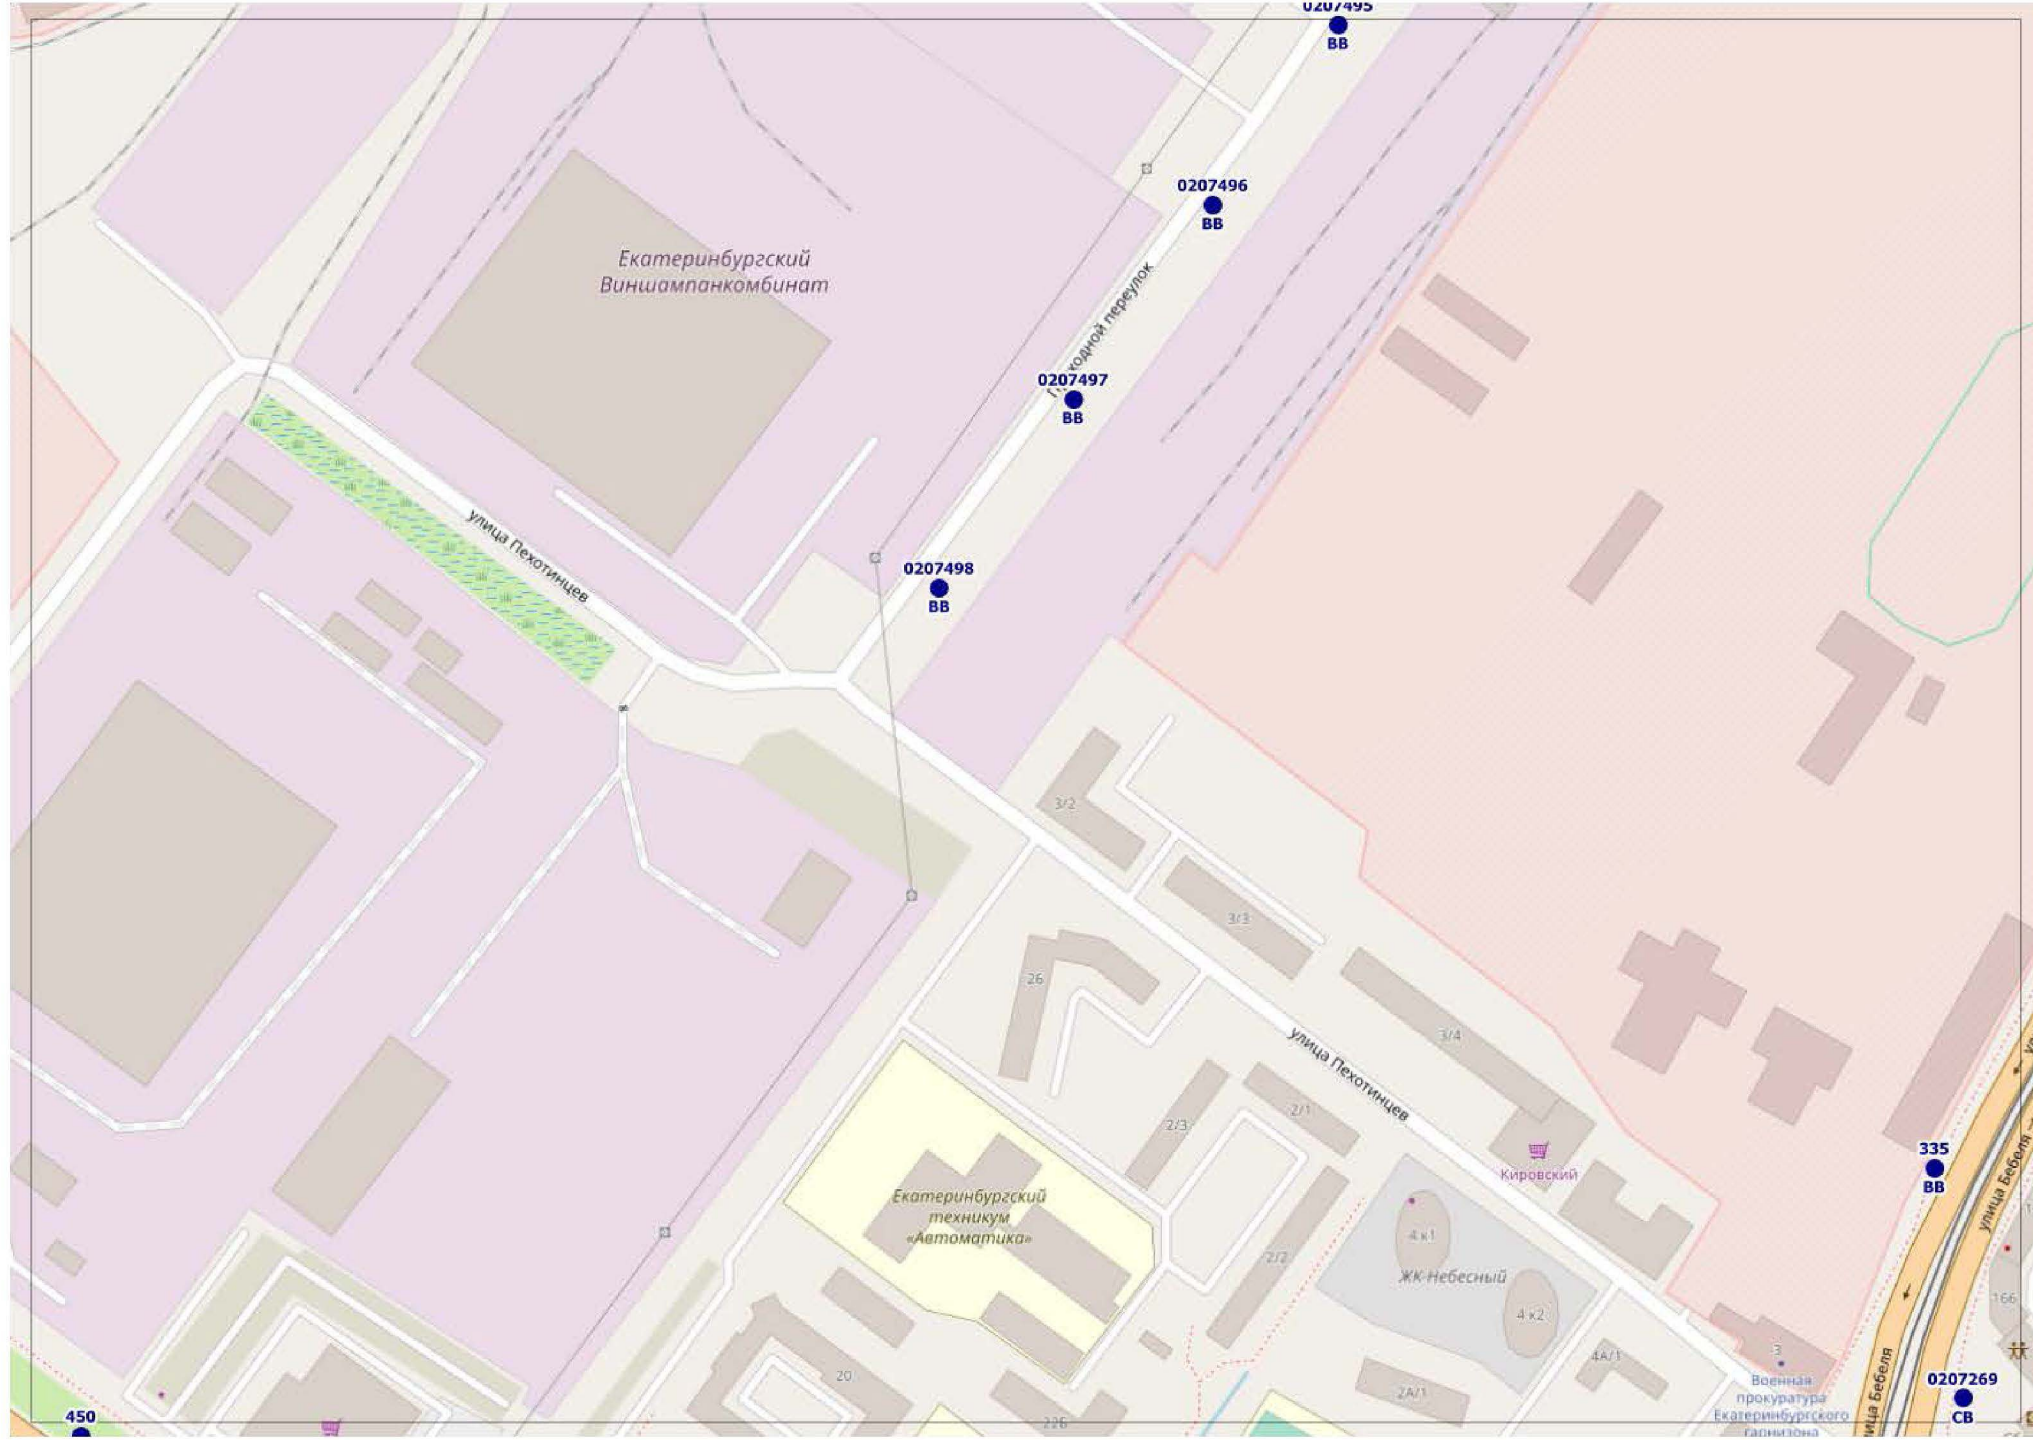 0207495
ВВ
0207496
ВВ
Екатеринбургский
Виншампанкомбинат
переулок
0207497
ВВ
улица Пехотинцев
0207498
ВВ
3/2
3/3
26
3/4
улица Пехотинцев
2/1
2/3
Кировский
335
ВВ
улица Бебеля
Екатеринбургский
техникум
«Автоматика»
4 к1
2/2
ЖК Небесный
4 к2
166
3
4А/1
20
2А/1
Военная
прокуратура
Екатеринбургского
гарнизона
0207269
СВ
450
22б